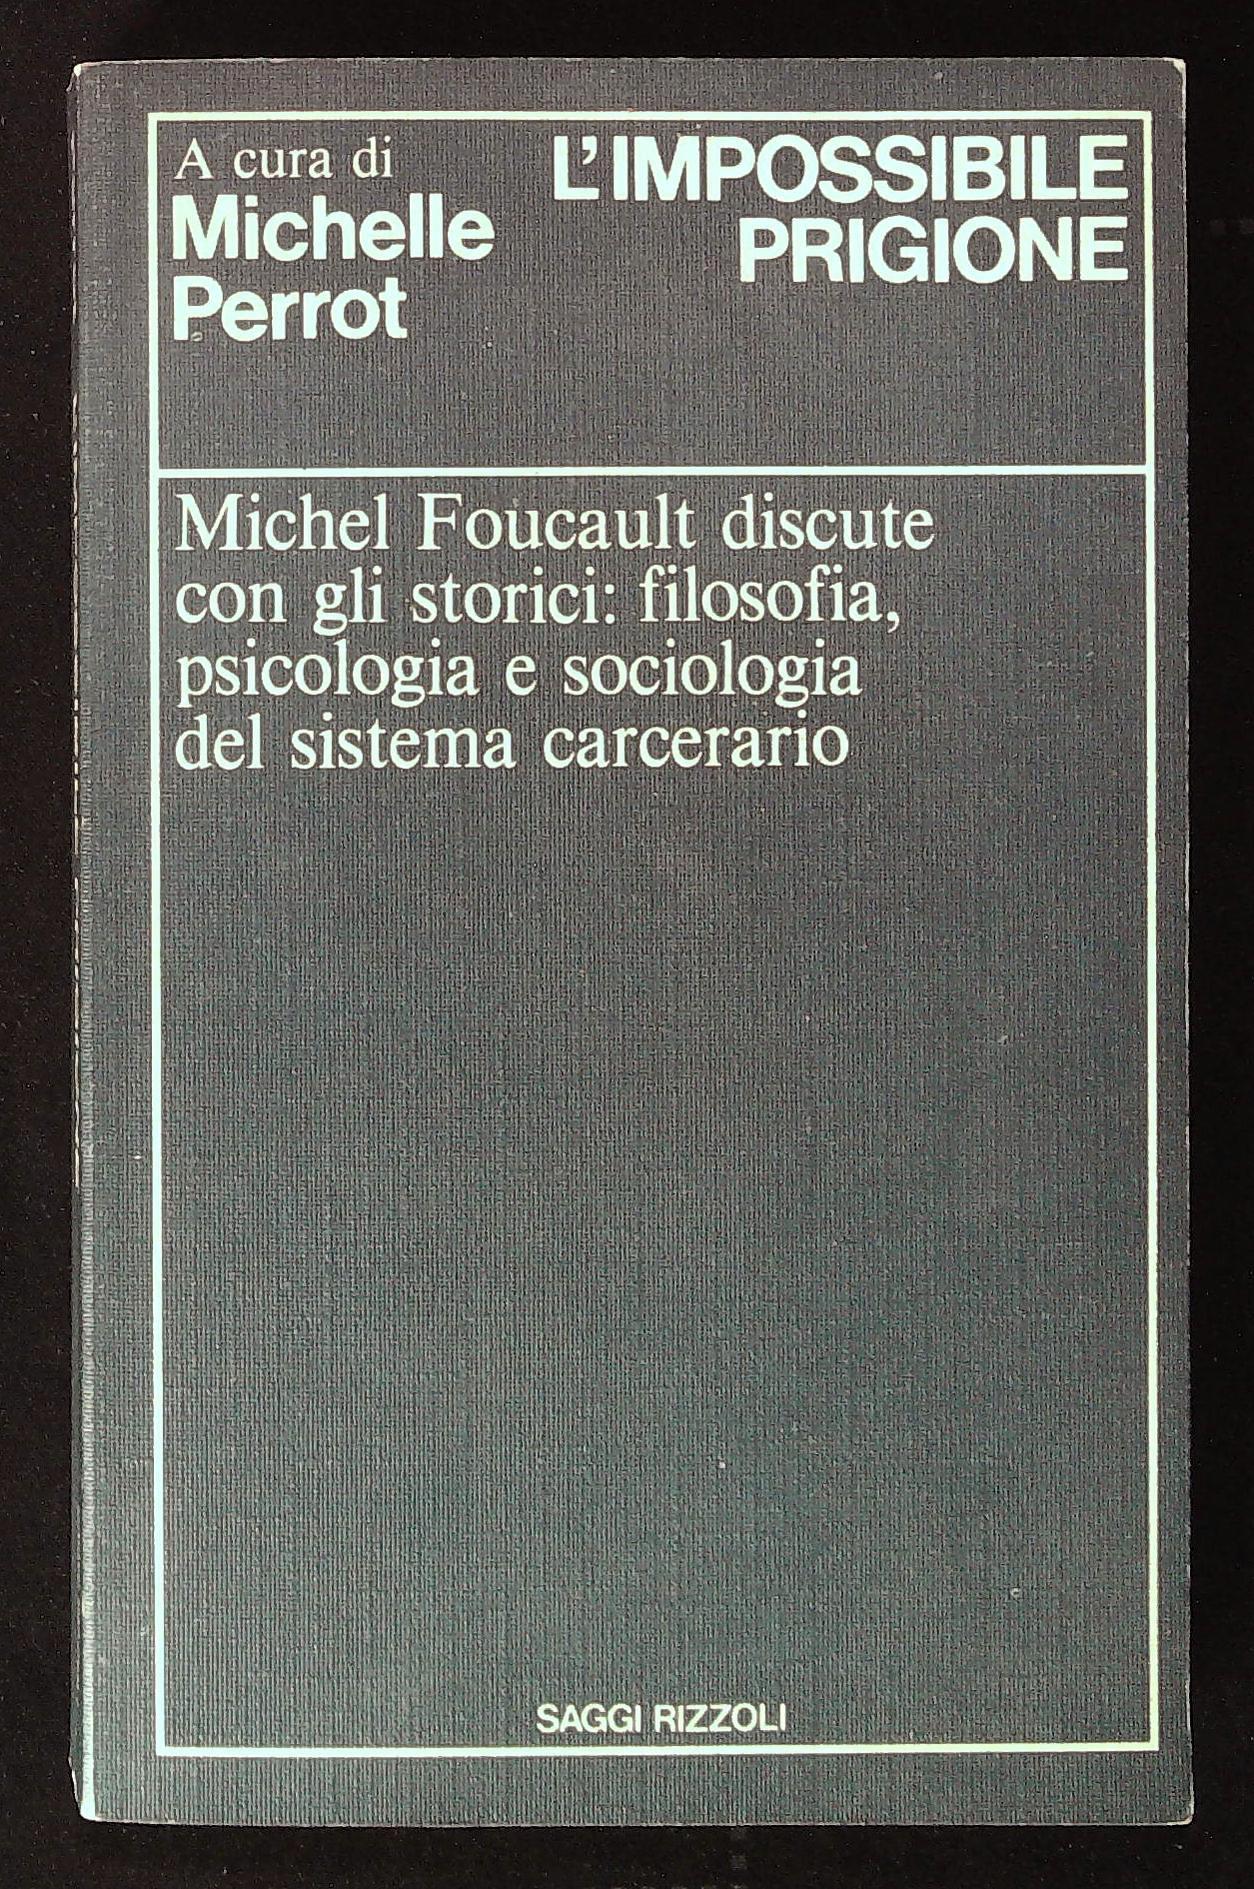 A cura di
Michelle
Perrot
L'IMPOSSIBILE
PRIGIONE
Michel Foucault discute
con gli storici: filosofia,
psicologia e sociologia
del sistema carcerario
SAGGI RIZZOLI